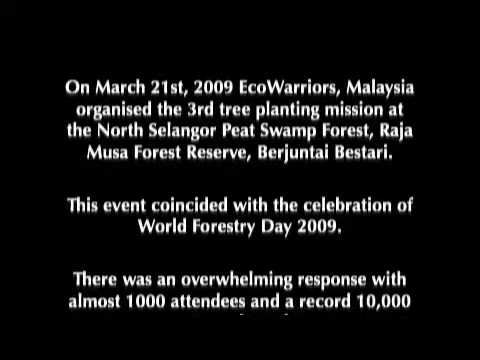 On March 21st, 2009 EcoWarriors, Malaysia
organised the 3rd tree planting mission at
the North Selangor Peat Swamp Forest, Raja
Musa Forest Reserve, Berjuntai Bestari.
This event coincided with the celebration of
World Forestry Day 2009.
There was an overwhelming response with
almost 1000 attendees and a record 10,000